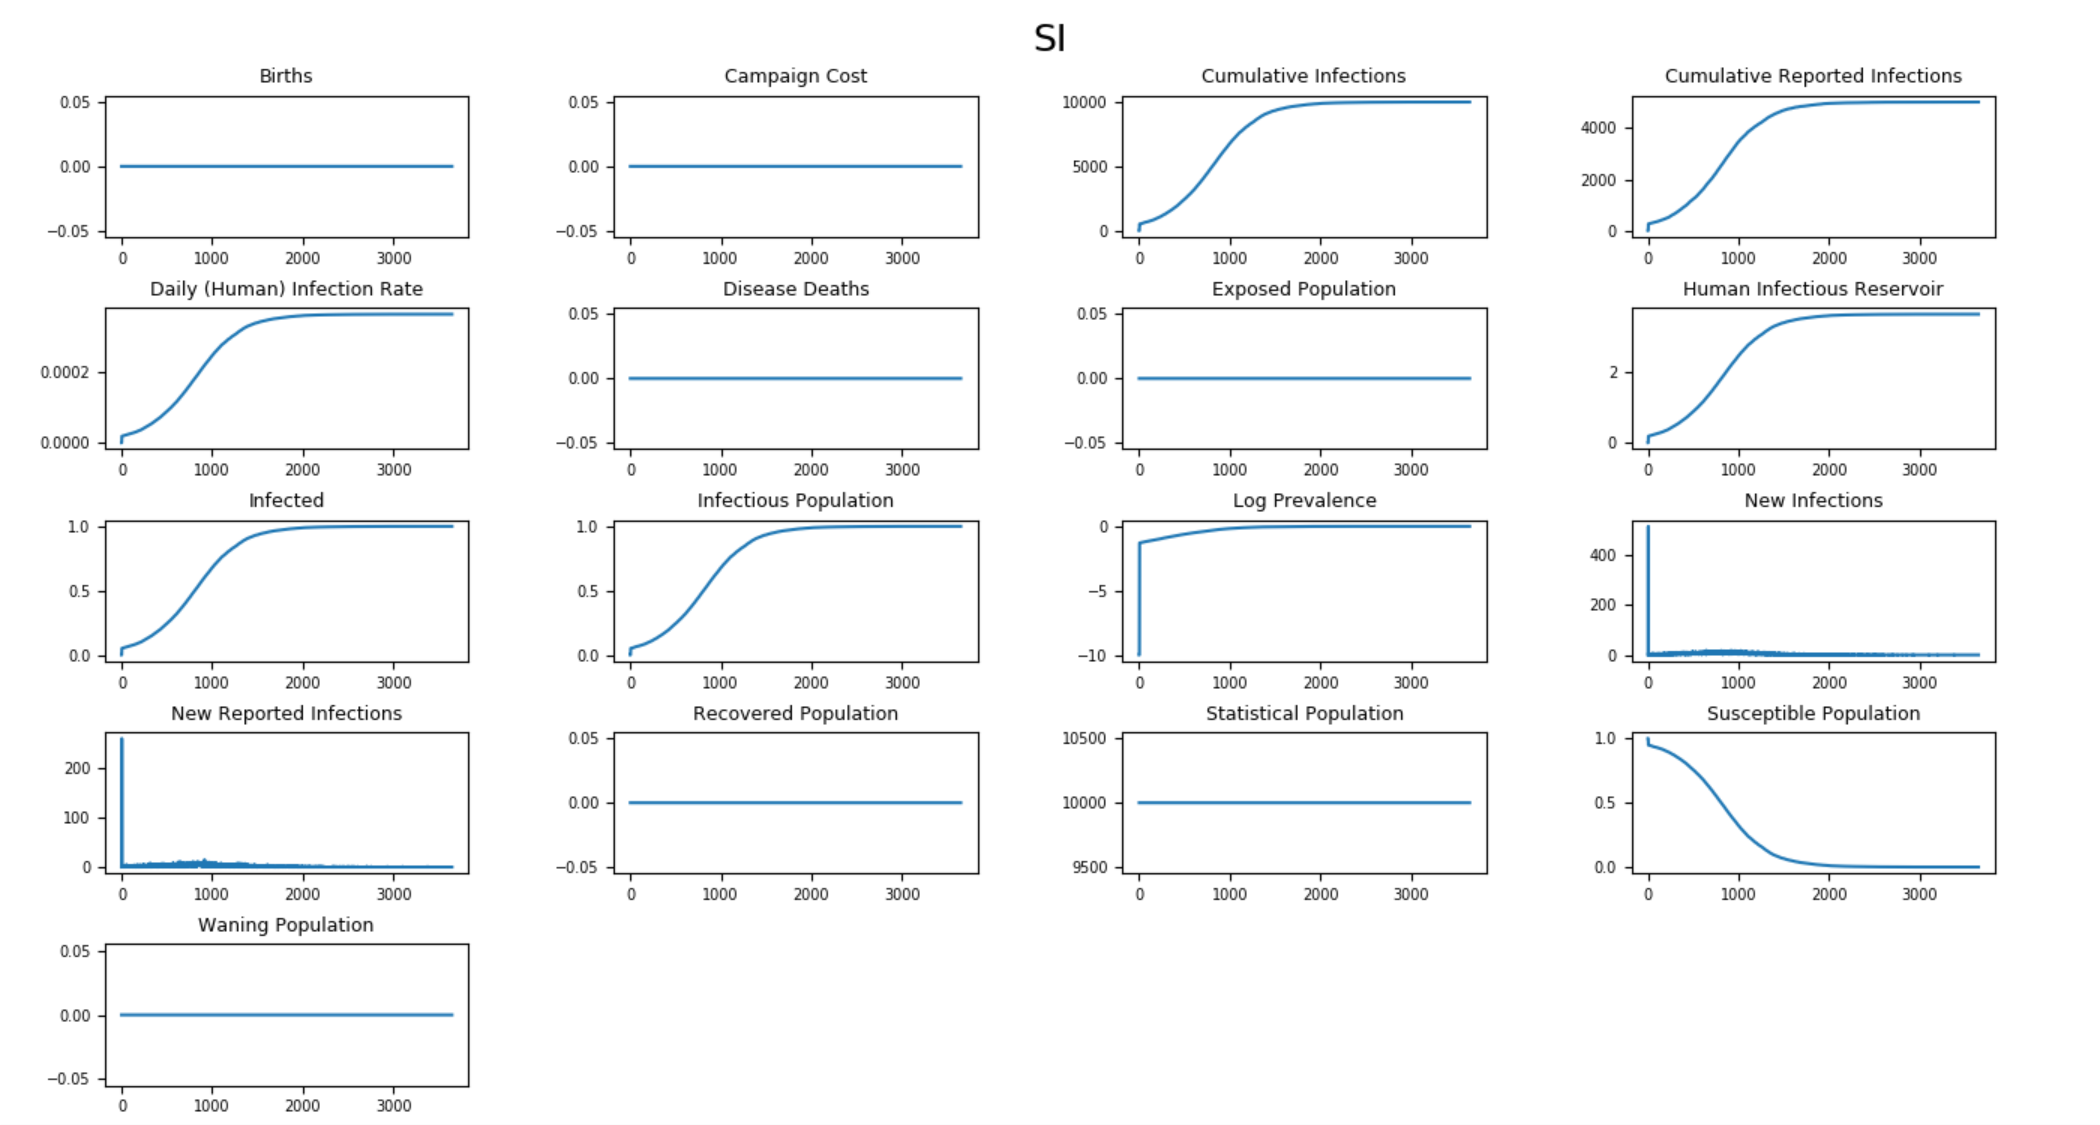 SI
Births
Campaign Cost
Cumulative Infections
Cumulative Reported Infections
0.05
0.00
−0.05
0 1000 2000 3000
0.05
0.00
−0.05
0 1000 2000 3000
10000
5000
0
0 1000 2000 3000
4000
2000
0
0 1000 2000 3000
Daily (Human) Infection Rate
Disease Deaths
Exposed Population
Human Infectious Reservoir
0.0002
0.0000
0 1000 2000 3000
0.05
0.00
−0.05
0 1000 2000 3000
0.05
0.00
−0.05
0 1000 2000 3000
2
0
0 1000 2000 3000
Infected
Infectious Population
Log Prevalence
New Infections
1.0
0.5
0.0
0 1000 2000 3000
1.0
0.5
0.0
0 1000 2000 3000
0
−5
−10
0 1000 2000 3000
400
200
0
0 1000 2000 3000
New Reported Infections
Recovered Population
Statistical Population
Susceptible Population
200
100
0
0 1000 2000 3000
0.05
0.00
−0.05
0 1000 2000 3000
10500
10000
9500
0 1000 2000 3000
1.0
0.5
0.0
0 1000 2000 3000
Waning Population
0.05
0.00
−0.05
0 1000 2000 3000